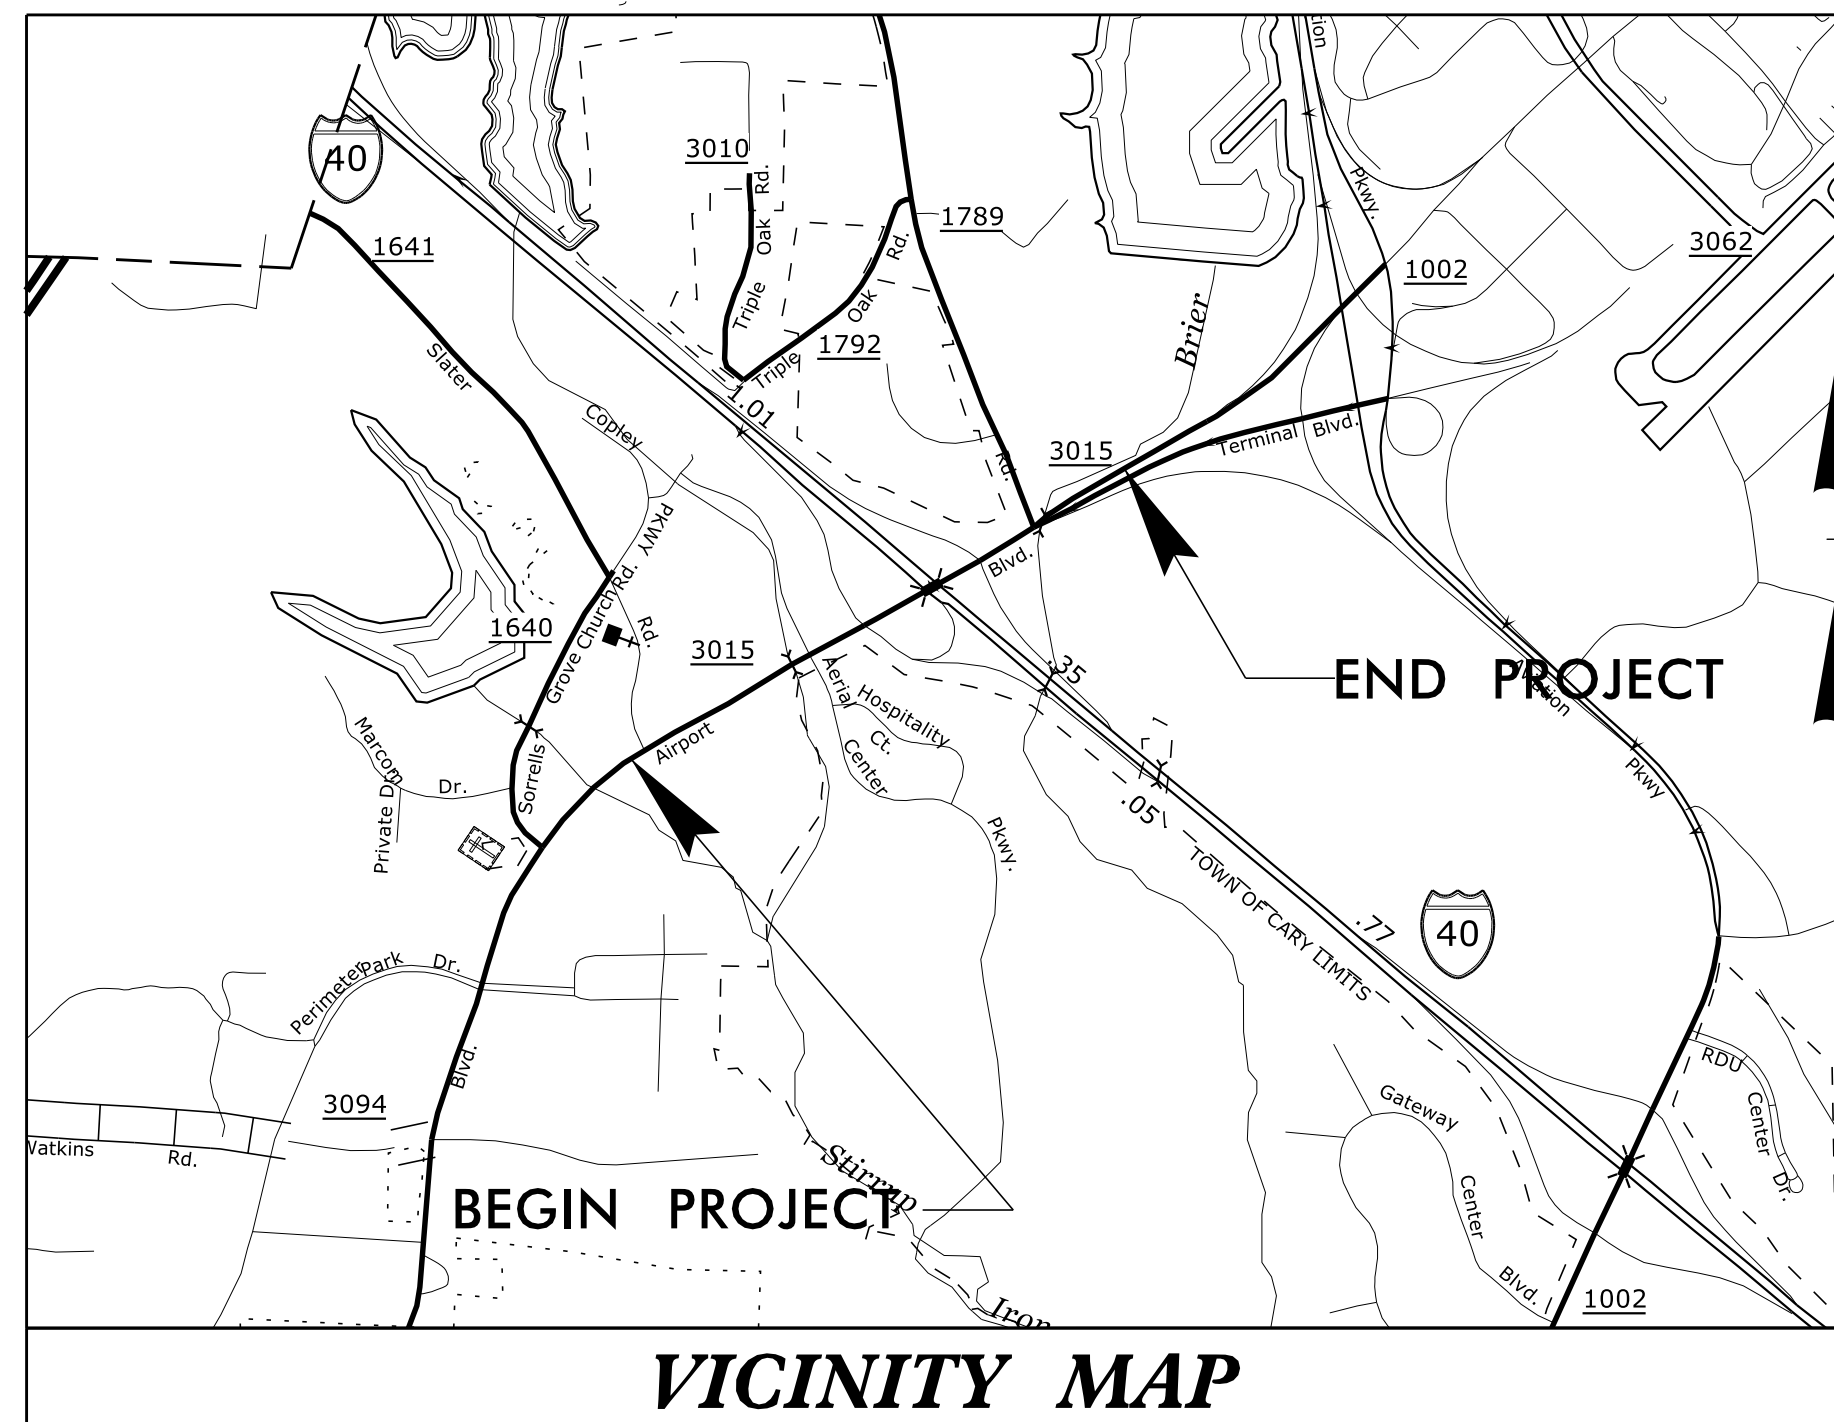 tion
40
3010
Rd.
Oak
Triple
1789
Rd.
Oak
Triple
1792
1641
Slater
Pkwy.
3062
1002
Brier
1.01
Copley
3015
Terminal Blvd.
Rd.
PKWY
Blvd.
1640
Grove Church Rd.
Rd.
3015
Airport
Aerial
Center
Pkwy.
Hospitality
Ct.
.35
END PROJECT
Aviation
Pkwy
Marcom
Dr.
Private Dr.
Sorrells
.05
TOWN OF CARY LIMITS
.77
40
Perimeter Park Dr.
Blvd.
3094
Watkins Rd.
RDU
Center
Dr.
Gateway
Center
Blvd.
Stirrup
BEGIN PROJECT
Iron
1002
VICINITY MAP